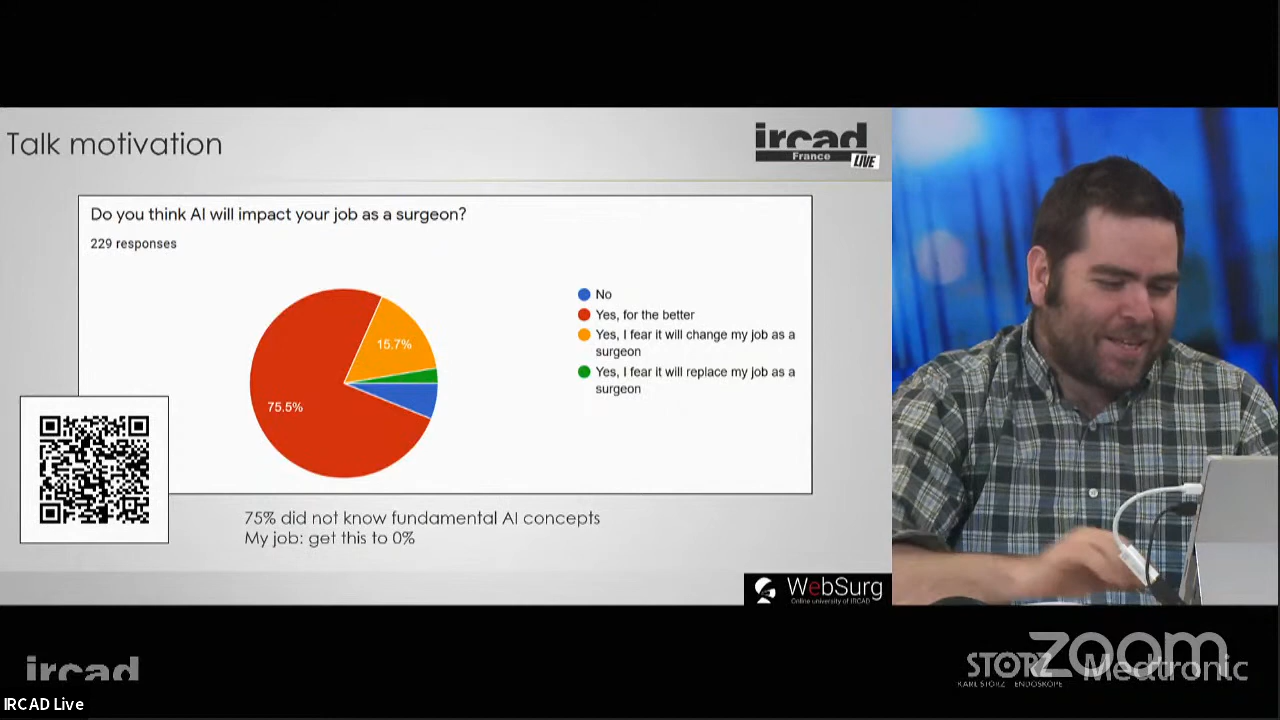 Talk motivation
ircad
France
LIVE
Do you think AI will impact your job as a surgeon?
229 responses
No
Yes, for the better
Yes, I fear it will change my job as a
surgeon
Yes, I fear it will replace my job as a
surgeon
15.7%
75.5%
75% did not know fundamental AI concepts
My job: get this to 0%
WebSurg
Online university of IRCAD
ircad
STORZ
KARL STORZ ENDOSKOPE
zoom
Medtronic
IRCAD Live